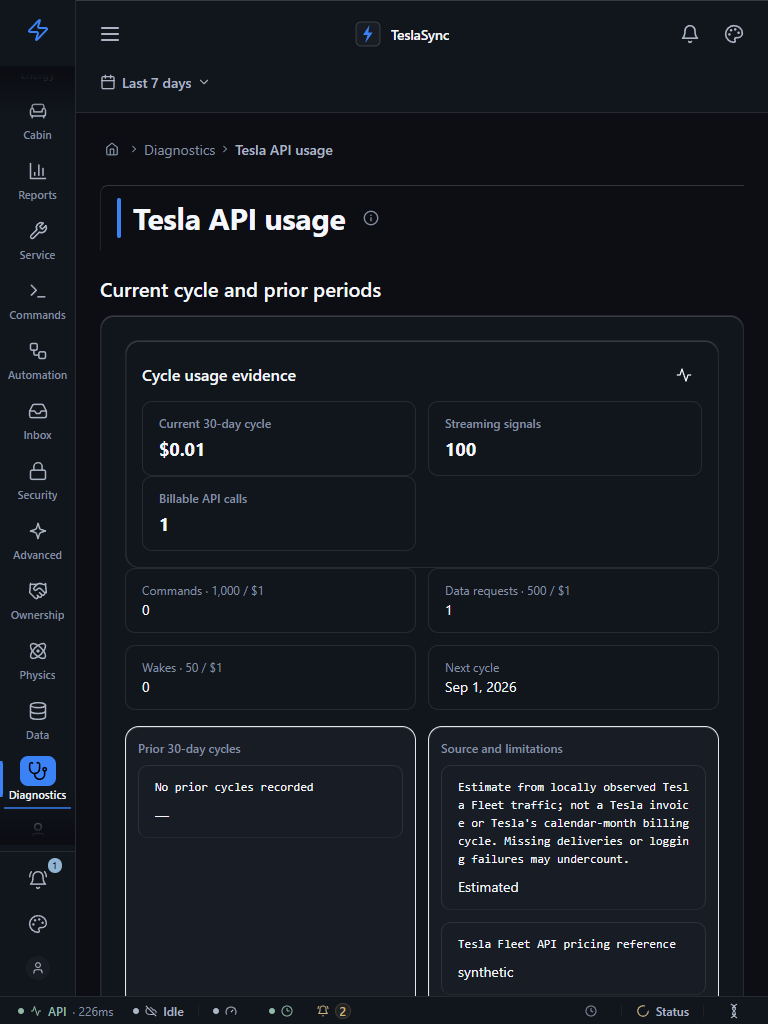 TeslaSync
Last 7 days
Diagnostics > Tesla API usage
Tesla API usage
Current cycle and prior periods
Cycle usage evidence
Current 30-day cycle
$0.01
Streaming signals
100
Billable API calls
1
Commands · 1,000 / $1
0
Data requests · 500 / $1
1
Wakes · 50 / $1
0
Next cycle
Sep 1, 2026
Prior 30-day cycles
No prior cycles recorded
—
Source and limitations
Estimate from locally observed Tesl
a Fleet traffic; not a Tesla invoic
e or Tesla's calendar-month billing
cycle. Missing deliveries or loggin
g failures may undercount.
Estimated
Tesla Fleet API pricing reference
synthetic
Energy
Cabin
Reports
Service
Commands
Automation
Inbox
Security
Advanced
Ownership
Physics
Data
Diagnostics
1
API · 226ms
Idle
2
Status